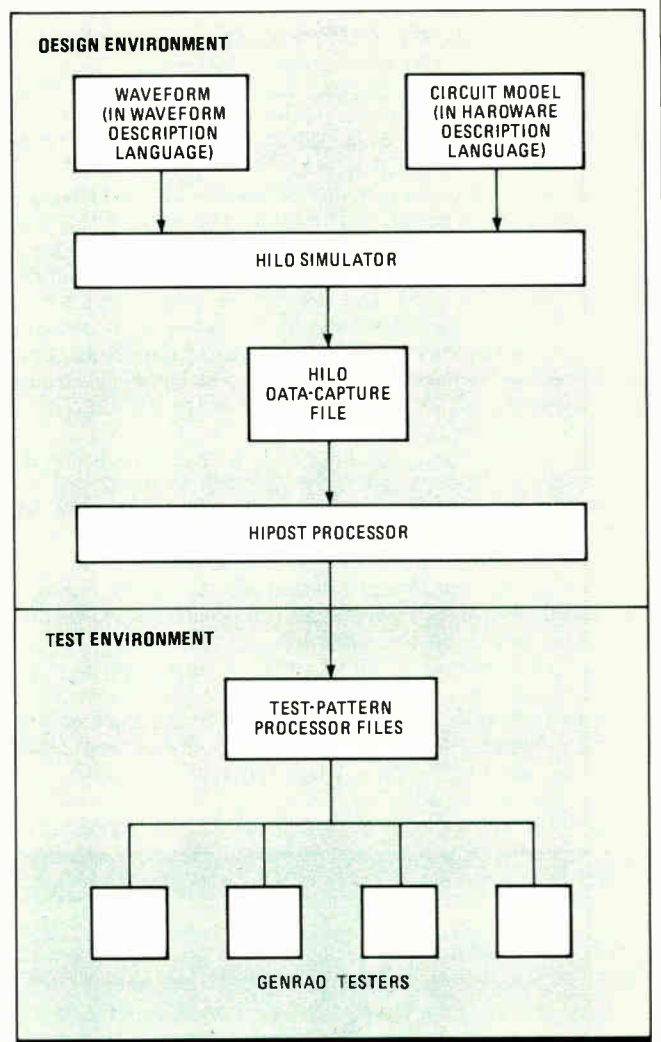 DESIGN ENVIRONMENT
WAVEFORM
(IN WAVEFORM
DESCRIPTION
LANGUAGE)
CIRCUIT MODEL
(IN HARDWARE
DESCRIPTION
LANGUAGE)
HILO SIMULATOR
HILO
DATA-CAPTURE
FILE
HIPOST PROCESSOR
TEST ENVIRONMENT
TEST-PATTERN
PROCESSOR FILES
GENRAD TESTERS